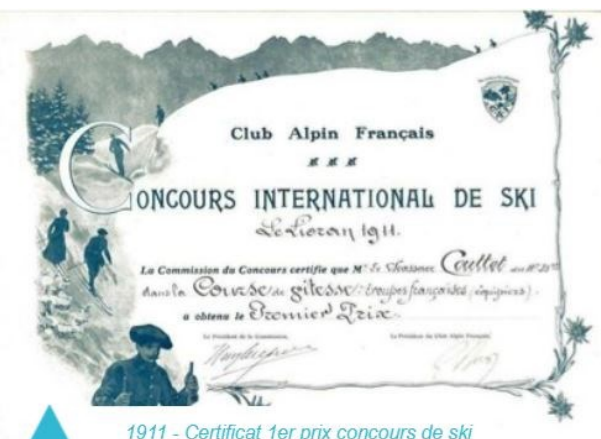 Club Alpin Français
CONCOURS INTERNATIONAL DE SKI
Le Lioran 1911.
La Commission du Concours certifie que Mr le Chasseur Coullet du
dans la Course de vitesse: troupes françaises (équipiers).
a obtenu le Premier Prix
Le Président de la Commission, Le Président du Club Alpin Français,
1911 - Certificat 1er prix concours de ski